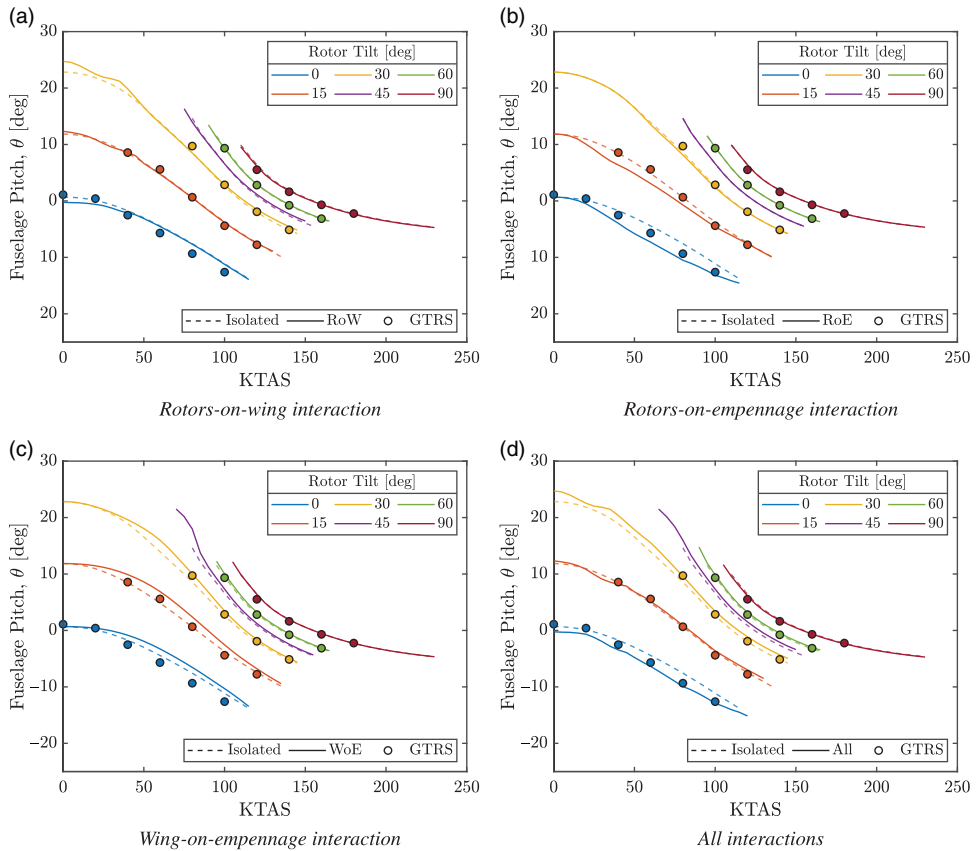 (a)
Fuselage Pitch, θ [deg]
30
20
10
0
10
20
Rotor Tilt [deg]
0 30 60
15 45 90
Isolated RoW GTRS
0 50 100 150 200 250
KTAS
Rotors-on-wing interaction
(b)
Fuselage Pitch, θ [deg]
30
20
10
0
10
20
Rotor Tilt [deg]
0 30 60
15 45 90
Isolated RoE GTRS
0 50 100 150 200 250
KTAS
Rotors-on-empennage interaction
(c)
Fuselage Pitch, θ [deg]
30
20
10
0
−10
−20
Rotor Tilt [deg]
0 30 60
15 45 90
Isolated WoE GTRS
0 50 100 150 200 250
KTAS
Wing-on-empennage interaction
(d)
Fuselage Pitch, θ [deg]
30
20
10
0
−10
−20
Rotor Tilt [deg]
0 30 60
15 45 90
Isolated All GTRS
0 50 100 150 200 250
KTAS
All interactions